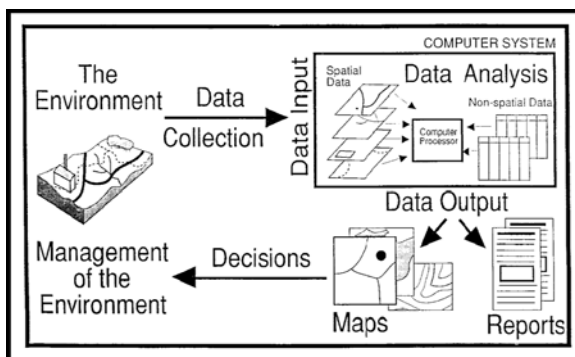 COMPUTER SYSTEM
The
Environment
Data
Collection
Data Input
Spatial
Data
Data Analysis
Non-spatial Data
Computer
Processor
Data Output
Management
of the
Environment
Decisions
Maps
Reports